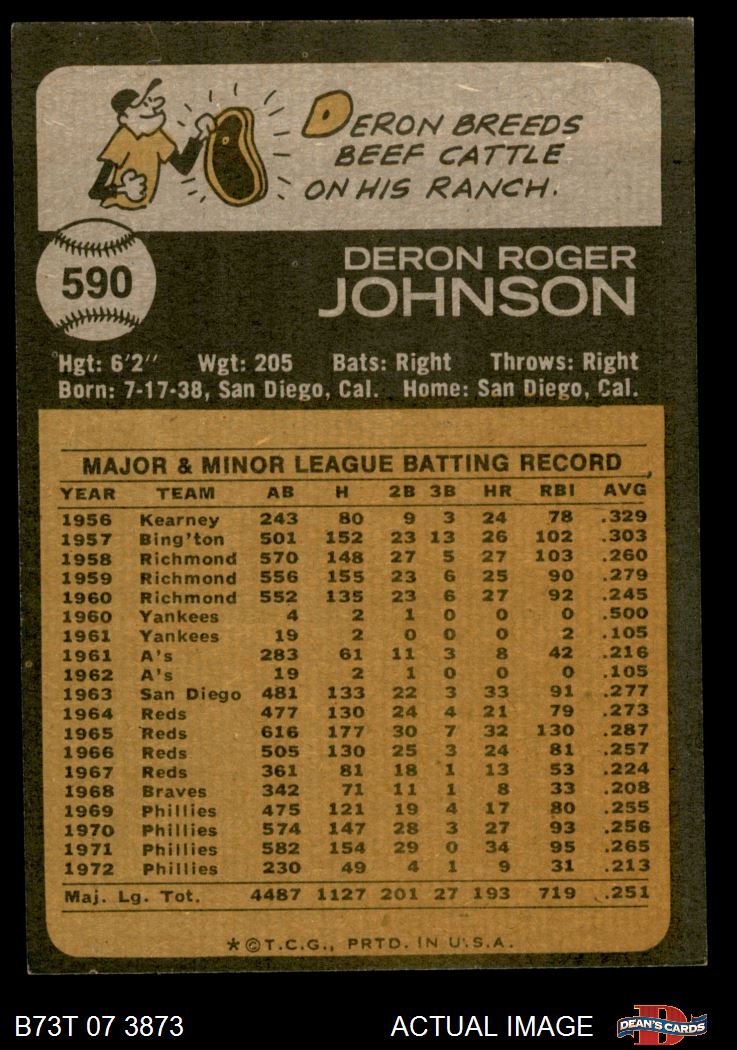 DERON BREEDS
BEEF CATTLE
ON HIS RANCH.
590
DERON ROGER
JOHNSON
Hgt: 6'2'' Wgt: 205 Bats: Right Throws: Right
Born: 7-17-38, San Diego, Cal. Home: San Diego, Cal.
MAJOR & MINOR LEAGUE BATTING RECORD
YEAR TEAM AB H 2B 3B HR RBI AVG
1956 Kearney 243 80 9 3 24 78 .329
1957 Bing'ton 501 152 23 13 26 102 .303
1958 Richmond 570 148 27 5 27 103 .260
1959 Richmond 556 155 23 6 25 90 .279
1960 Richmond 552 135 23 6 27 92 .245
1960 Yankees 4 2 1 0 0 0 .500
1961 Yankees 19 2 0 0 0 2 .105
1961 A's 283 61 11 3 8 42 .216
1962 A's 19 2 1 0 0 0 .105
1963 San Diego 481 133 22 3 33 91 .277
1964 Reds 477 130 24 4 21 79 .273
1965 Reds 616 177 30 7 32 130 .287
1966 Reds 505 130 25 3 24 81 .257
1967 Reds 361 81 18 1 13 53 .224
1968 Braves 342 71 11 1 8 33 .208
1969 Phillies 475 121 19 4 17 80 .255
1970 Phillies 574 147 28 3 27 93 .256
1971 Phillies 582 154 29 0 34 95 .265
1972 Phillies 230 49 4 1 9 31 .213
Maj. Lg. Tot. 4487 1127 201 27 193 719 .251
*©T.C.G., PRTD. IN U.S.A.
B73T 07 3873 ACTUAL IMAGE D DEAN'S CARDS